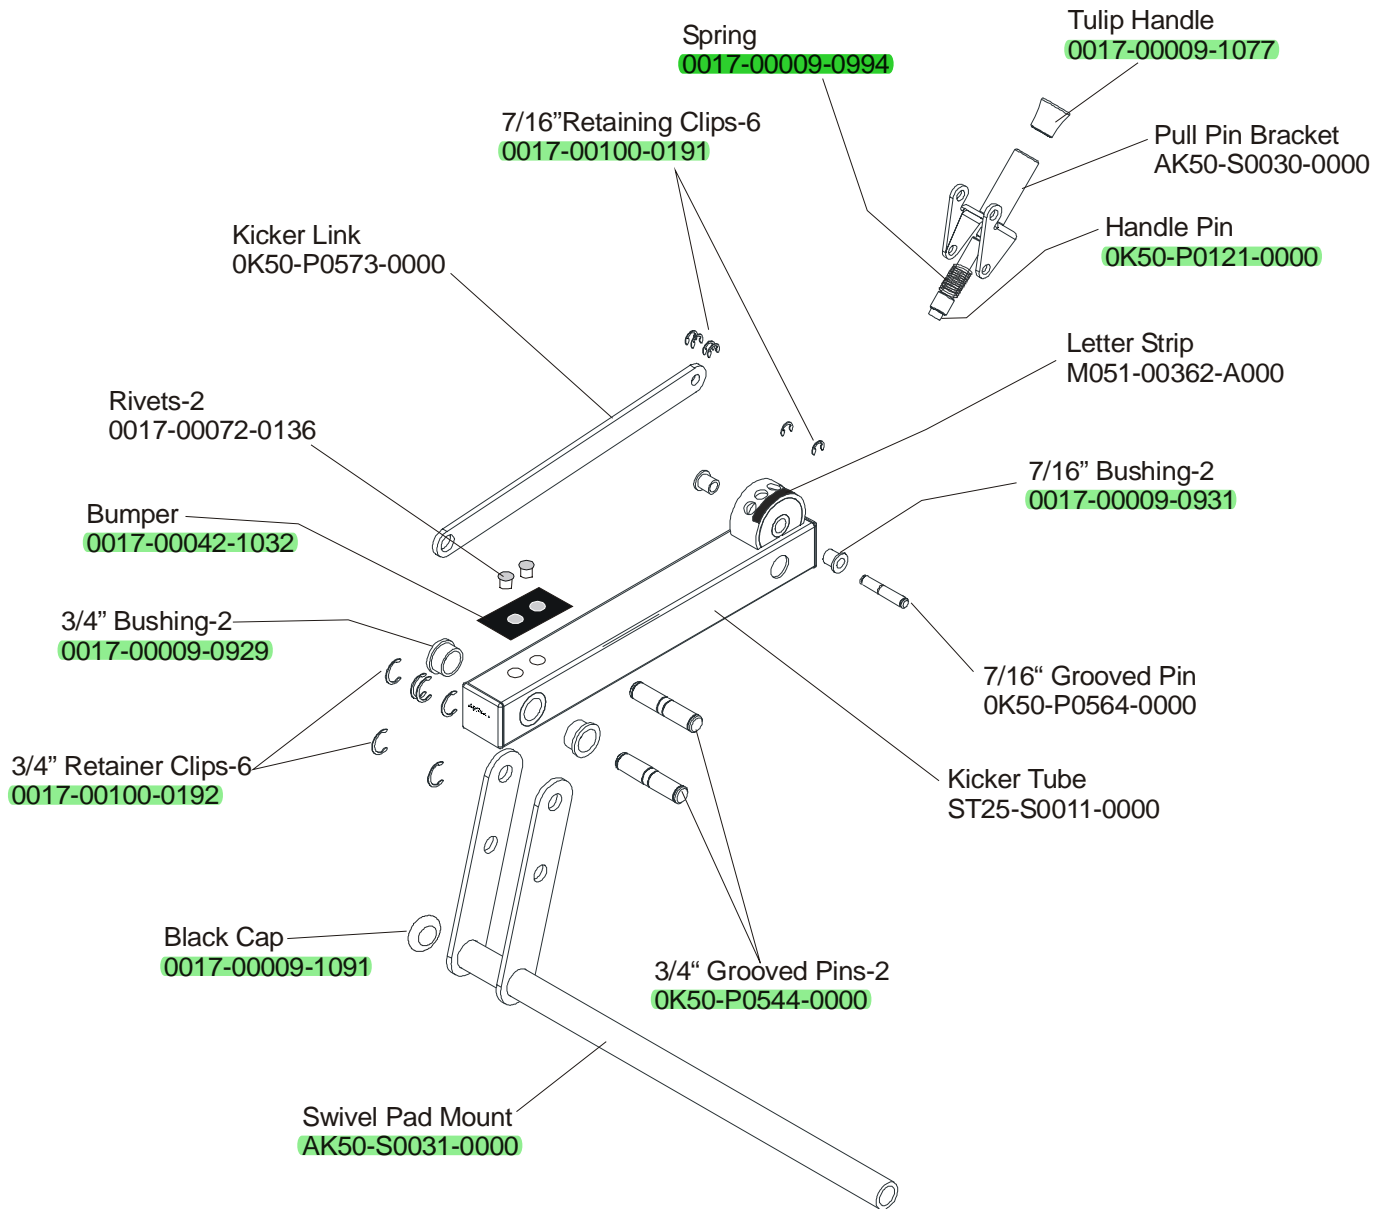 Tulip Handle
0017-00009-1077
Spring
0017-00009-0994
7/16”Retaining Clips-6
0017-00100-0191
Pull Pin Bracket
AK50-S0030-0000
Handle Pin
0K50-P0121-0000
Kicker Link
0K50-P0573-0000
Letter Strip
M051-00362-A000
Rivets-2
0017-00072-0136
7/16” Bushing-2
0017-00009-0931
Bumper
0017-00042-1032
3/4” Bushing-2
0017-00009-0929
7/16“ Grooved Pin
0K50-P0564-0000
3/4” Retainer Clips-6
0017-00100-0192
Kicker Tube
ST25-S0011-0000
Black Cap
0017-00009-1091
3/4“ Grooved Pins-2
0K50-P0544-0000
Swivel Pad Mount
AK50-S0031-0000